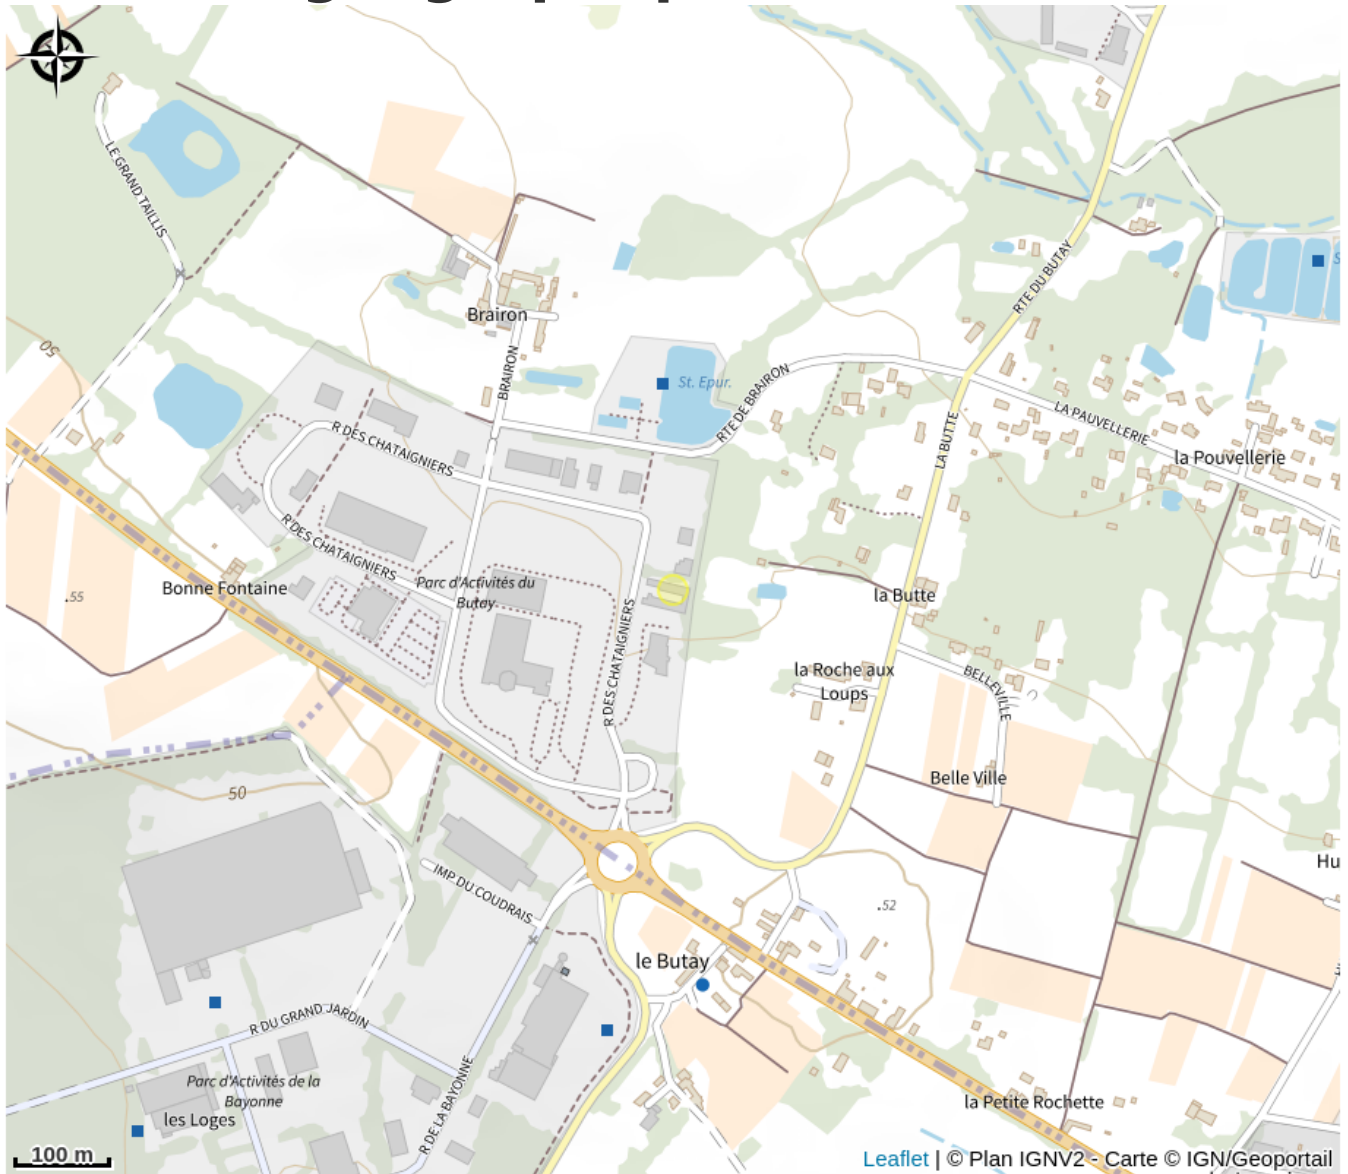 LE GRAND TAILLIS
RTE DU BUTAY
Brairon
BRAIRON
50
St. Epur.
RTE DE BRAIRON
LA PAUVELLERIE
LA BUTTE
R DES CHATAIGNIERS
la Pouvellerie
R DES CHATAIGNIERS
Bonne Fontaine
Parc d'Activités du
Butay
.55
la Butte
R DES CHATAIGNIERS
la Roche aux
Loups
BELLEVILLE
Belle Ville
50
Hu
IMP DU COUDRAIS
.52
le Butay
R DU GRAND JARDIN
R DE LA BAYONNE
Parc d'Activités de la
Bayonne
les Loges
la Petite Rochette
100 m
Leaflet | © Plan IGNV2 - Carte © IGN/Geoportail